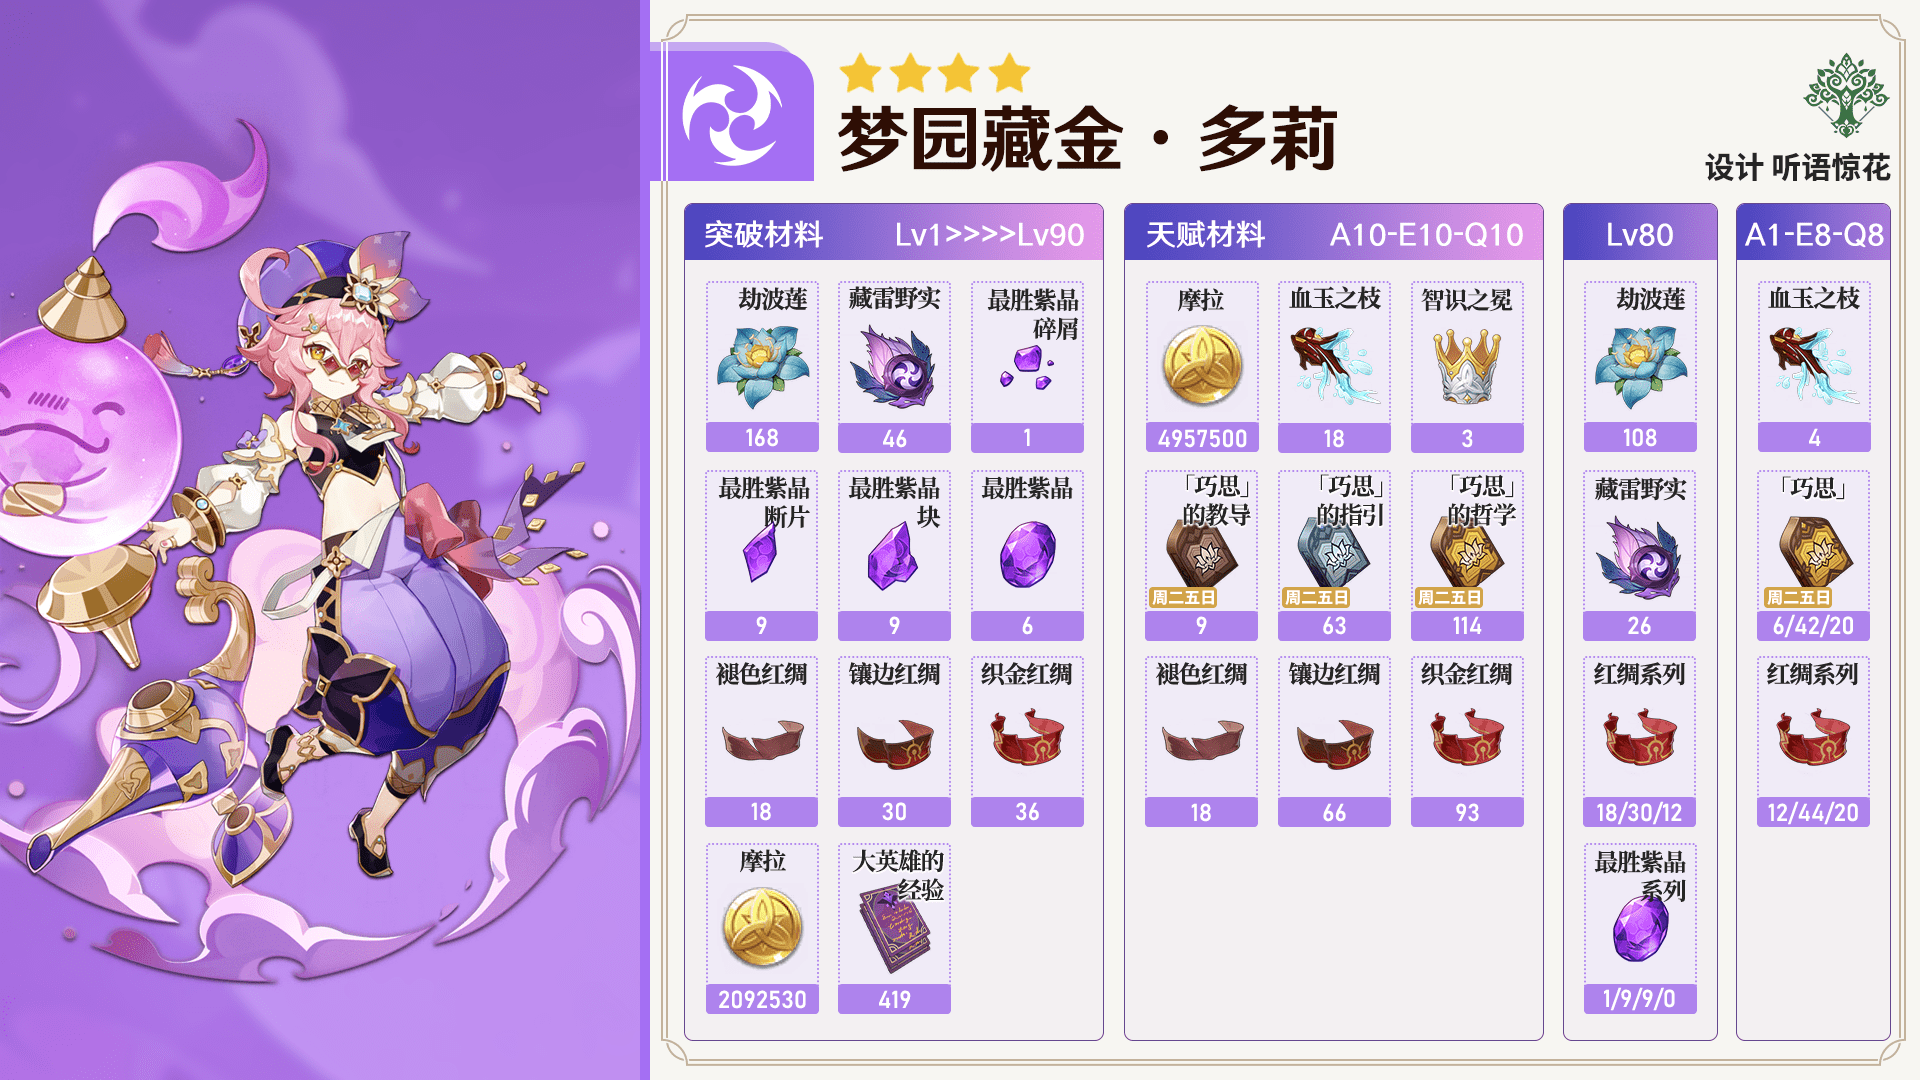 梦园藏金·多莉
设计 听语惊花
突破材料 Lv1>>>>Lv90
劫波莲
168
藏雷野实
46
最胜紫晶
碎屑
1
最胜紫晶
断片
9
最胜紫晶
块
9
最胜紫晶
6
褪色红绸
18
镶边红绸
30
织金红绸
36
摩拉
2092530
大英雄的
经验
419
天赋材料 A10-E10-Q10
摩拉
4957500
血玉之枝
18
智识之冕
3
「巧思」
的教导
周二五日
9
「巧思」
的指引
周二五日
63
「巧思」
的哲学
周二五日
114
褪色红绸
18
镶边红绸
66
织金红绸
93
Lv80
劫波莲
108
藏雷野实
26
红绸系列
18/30/12
最胜紫晶
系列
1/9/9/0
A1-E8-Q8
血玉之枝
4
「巧思」
周二五日
6/42/20
红绸系列
12/44/20